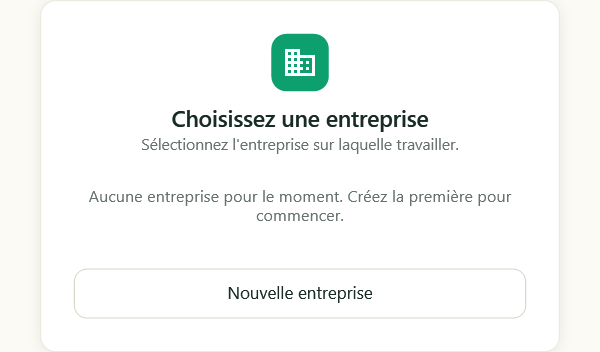 Choisissez une entreprise
Sélectionnez l'entreprise sur laquelle travailler.
Aucune entreprise pour le moment. Créez la première pour
commencer.
Nouvelle entreprise